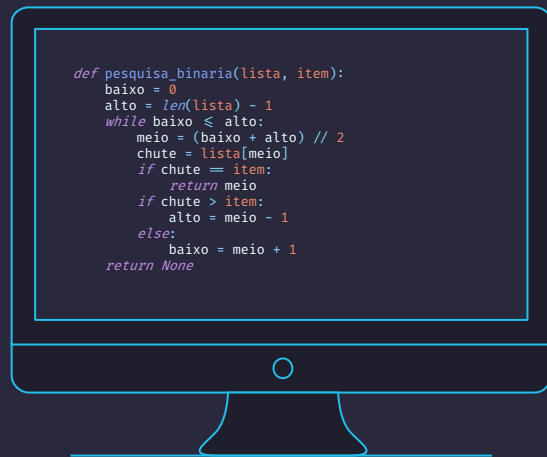 def pesquisa_binaria(lista, item):
    baixo = 0
    alto = len(lista) - 1
    while baixo ⩽ alto:
        meio = (baixo + alto) // 2
        chute = lista[meio]
        if chute == item:
            return meio
        if chute > item:
            alto = meio - 1
        else:
            baixo = meio + 1
    return None